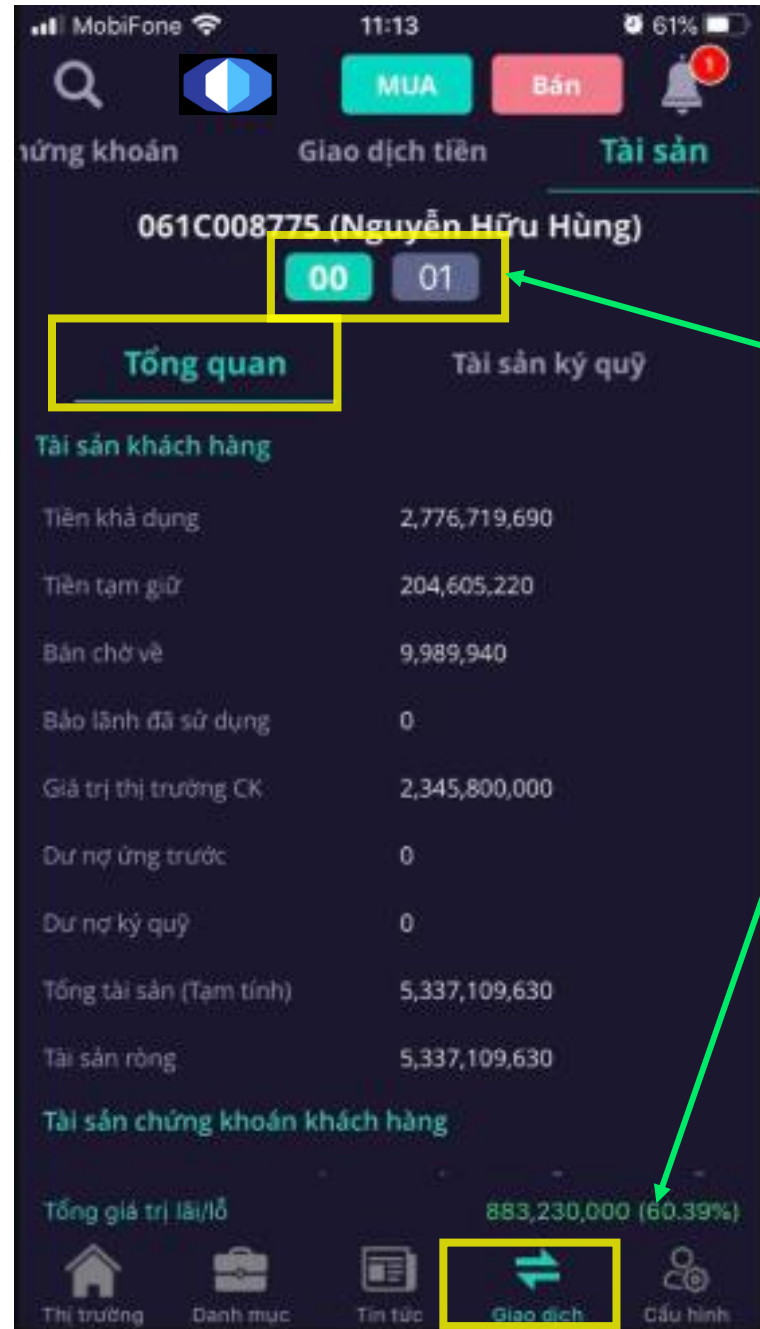 MobiFone 11:13 61%
MUA Bán 1
hứng khoán Giao dịch tiền Tài sản
061C008775 (Nguyễn Hữu Hùng)
00 01
Tổng quan Tài sản ký quỹ
Tài sản khách hàng
Tiền khả dụng 2,776,719,690
Tiền tạm giữ 204,605,220
Bán chờ về 9,989,940
Bảo lãnh đã sử dụng 0
Giá trị thị trường CK 2,345,800,000
Dư nợ ứng trước 0
Dư nợ ký quỹ 0
Tổng tài sản (Tạm tính) 5,337,109,630
Tài sản ròng 5,337,109,630
Tài sản chứng khoán khách hàng
Tổng giá trị lãi/lỗ 883,230,000 (60.39%)
Thị trường Danh mục Tin tức Giao dịch Cấu hình